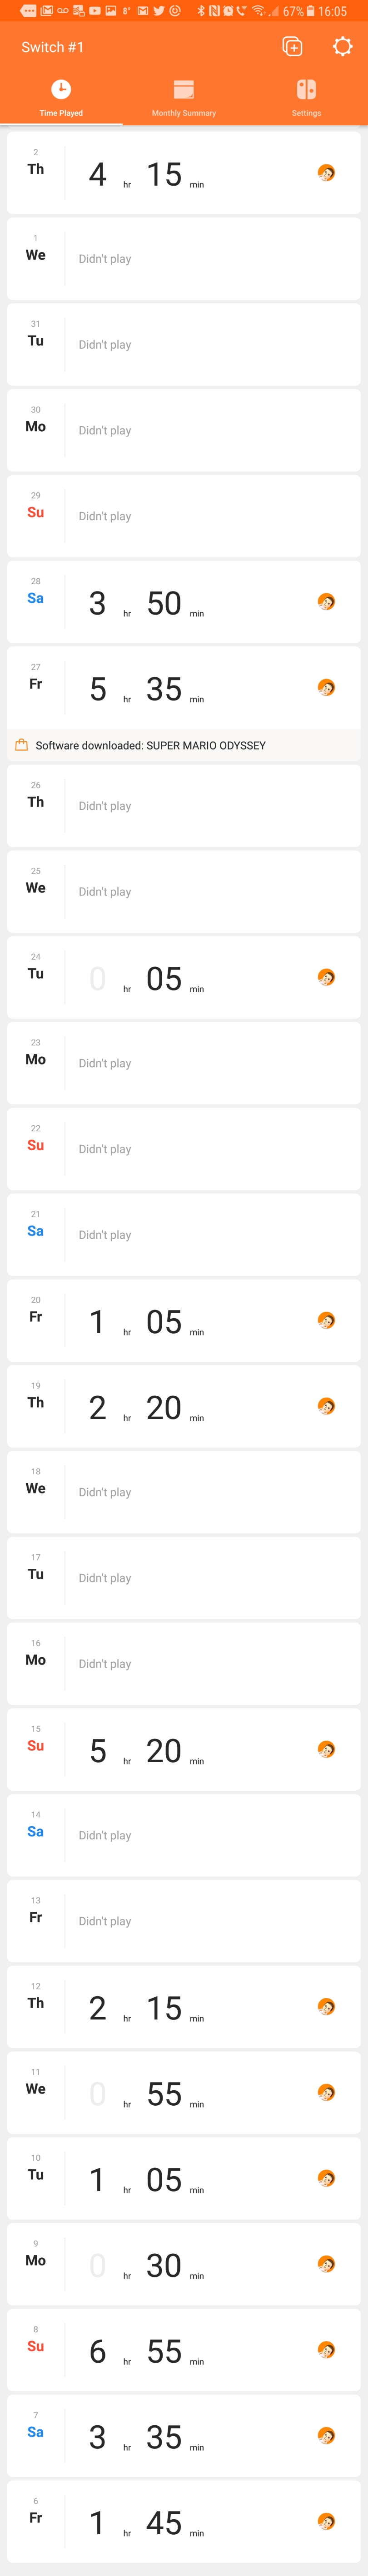 8° 67% 16:05
Switch #1
Time Played Monthly Summary Settings
2
Th 4 hr 15 min
1
We Didn't play
31
Tu Didn't play
30
Mo Didn't play
29
Su Didn't play
28
Sa 3 hr 50 min
27
Fr 5 hr 35 min
Software downloaded: SUPER MARIO ODYSSEY
26
Th Didn't play
25
We Didn't play
24
Tu 0 hr 05 min
23
Mo Didn't play
22
Su Didn't play
21
Sa Didn't play
20
Fr 1 hr 05 min
19
Th 2 hr 20 min
18
We Didn't play
17
Tu Didn't play
16
Mo Didn't play
15
Su 5 hr 20 min
14
Sa Didn't play
13
Fr Didn't play
12
Th 2 hr 15 min
11
We 0 hr 55 min
10
Tu 1 hr 05 min
9
Mo 0 hr 30 min
8
Su 6 hr 55 min
7
Sa 3 hr 35 min
6
Fr 1 hr 45 min